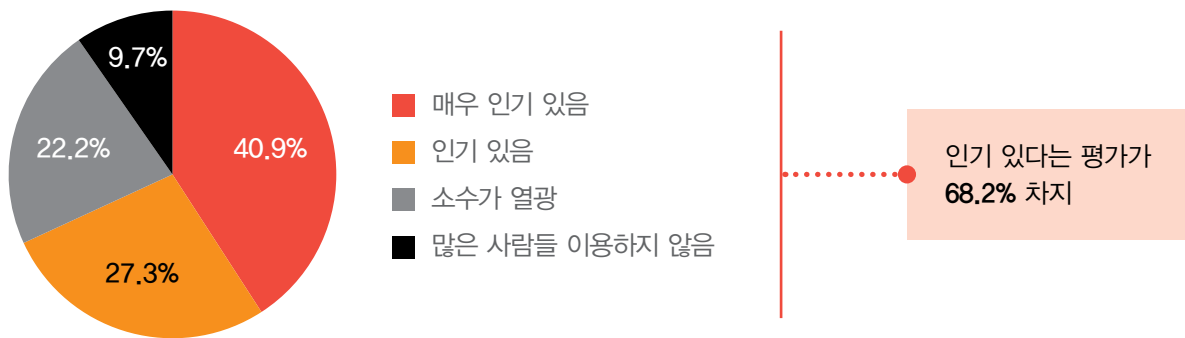 9.7%
22.2%
40.9%
27.3%
매우 인기 있음
인기 있음
소수가 열광
많은 사람들 이용하지 않음
인기 있다는 평가가
68.2% 차지